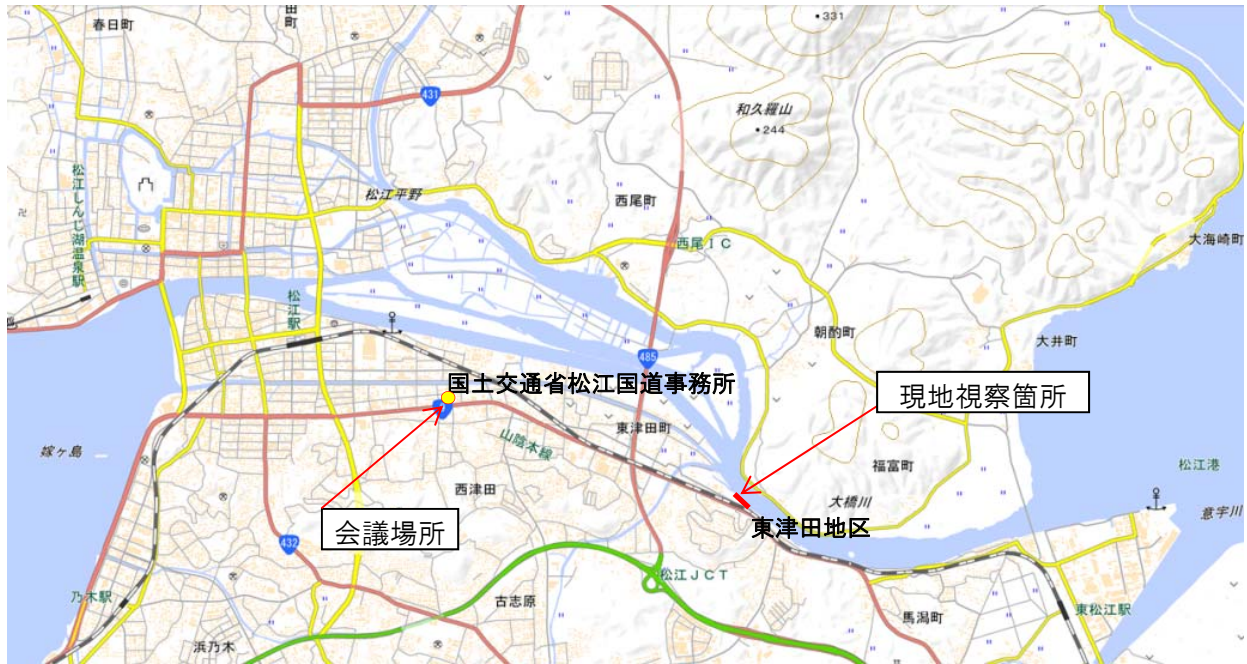 春日町
田町
・331
431
和久羅山
・244
松江しんじ湖温泉駅
松江平野
西尾町
西尾IC
大海崎町
松江駅
朝酌町
大井町
485
国土交通省松江国道事務所
現地視察箇所
東津田町
山陰本線
嫁ヶ島
福富町
松江港
西津田
大橋川
意宇川
会議場所
東津田地区
432
松江JCT
乃木駅
古志原
馬潟町
東松江駅
浜乃木